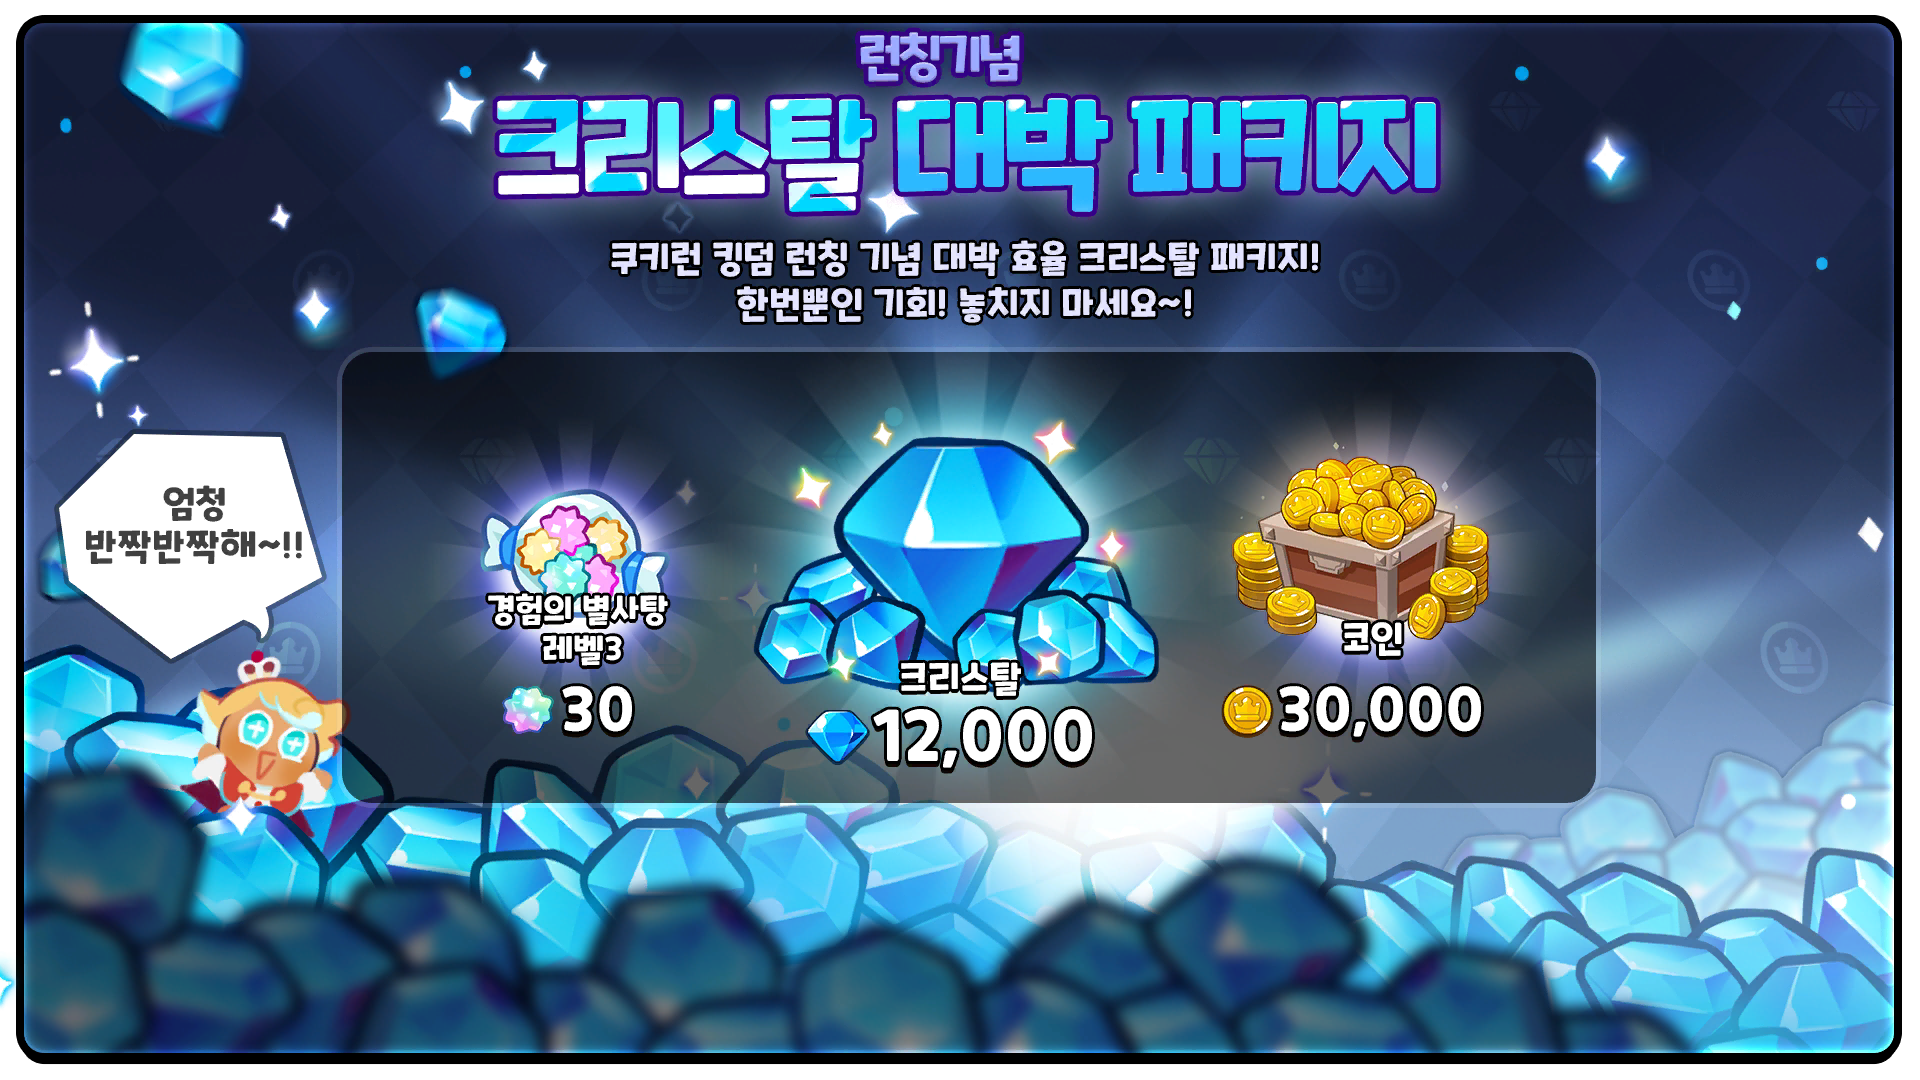 런칭기념
크리스탈 대박 패키지
쿠키런 킹덤 런칭 기념 대박 효율 크리스탈 패키지!
한번뿐인 기회! 놓치지 마세요~!
엄청
반짝반짝해~!!
경험의 별사탕
레벨3
30
크리스탈
12,000
코인
30,000